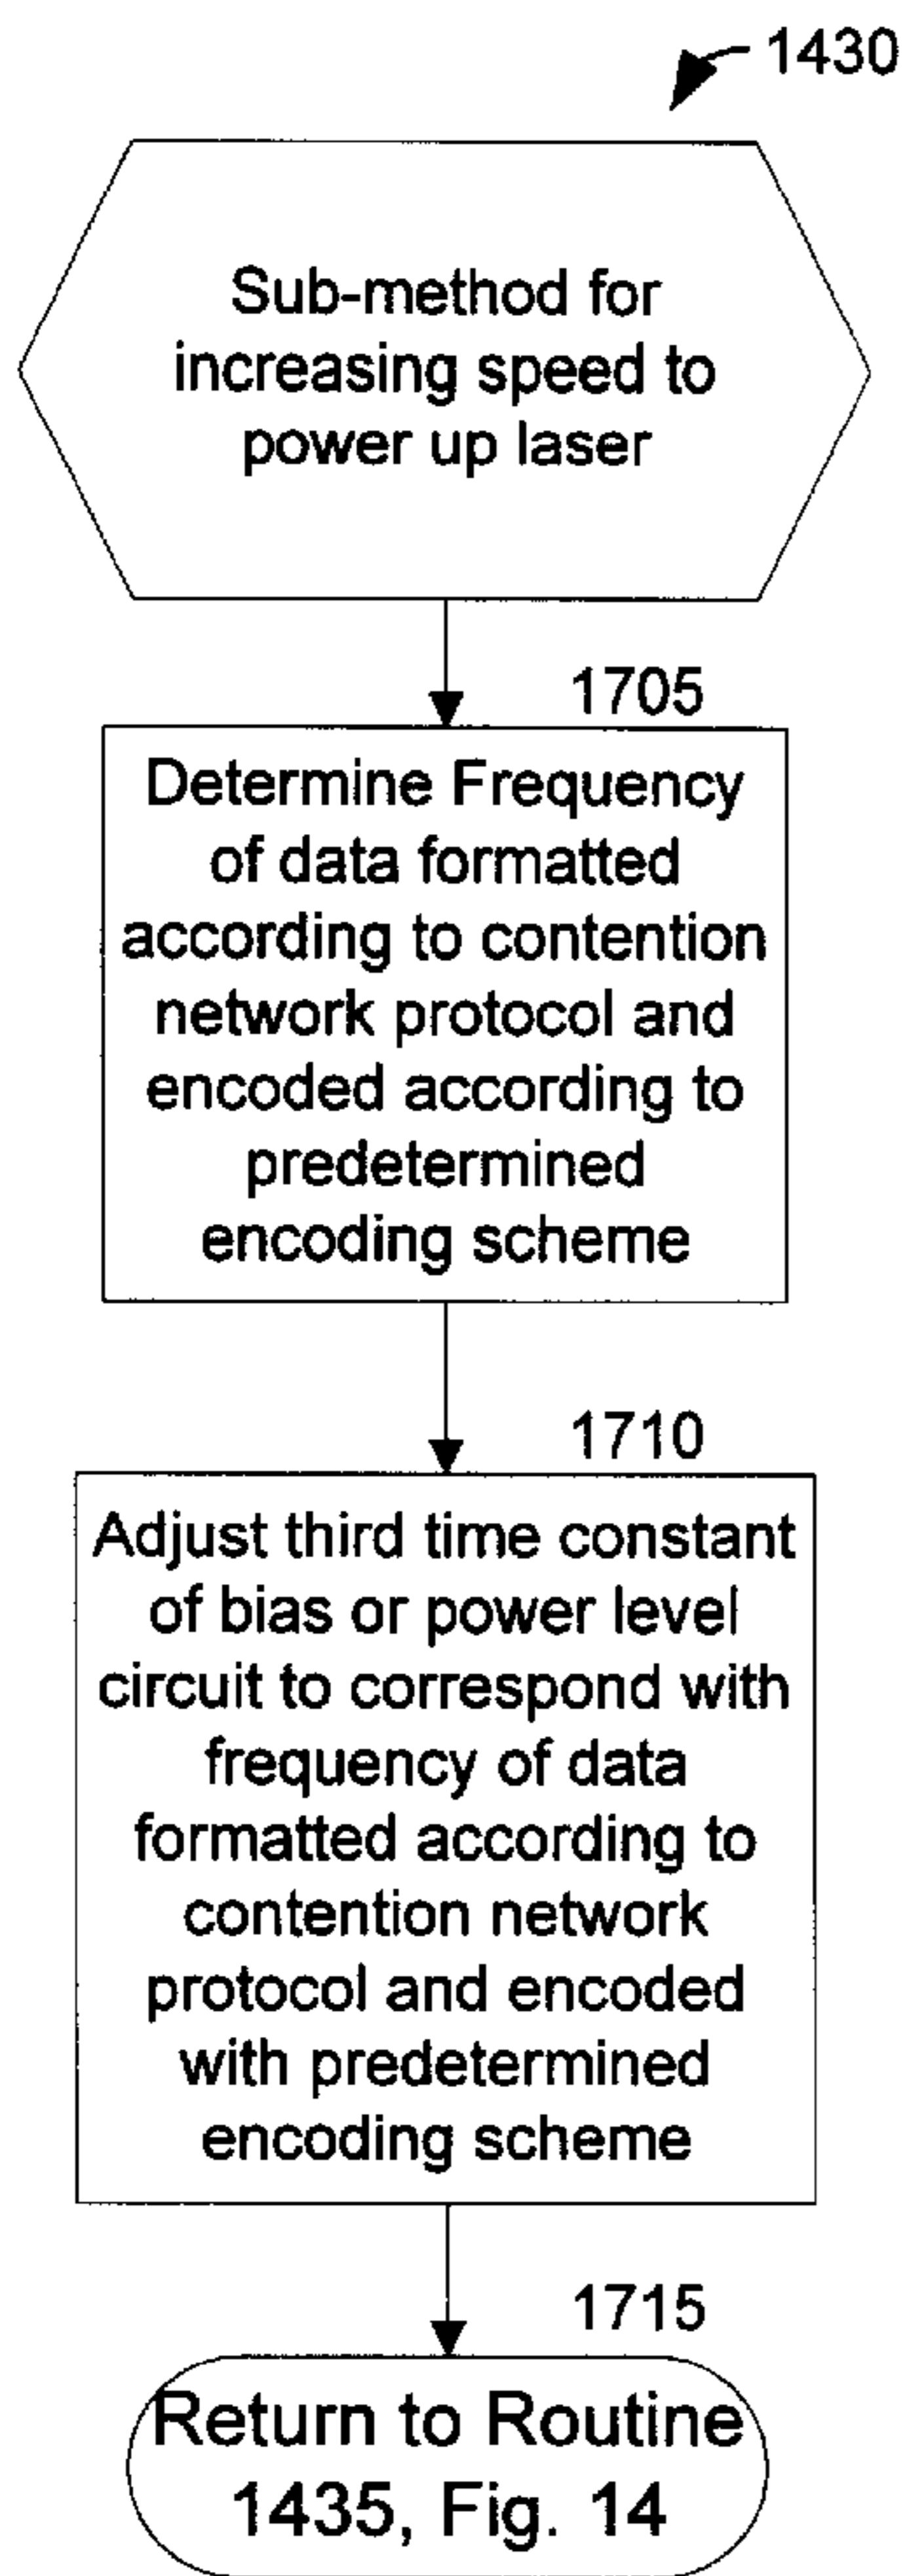 1430
Sub-method for
increasing speed to
power up laser
1705
Determine Frequency
of data formatted
according to contention
network protocol and
encoded according to
predetermined
encoding scheme
1710
Adjust third time constant
of bias or power level
circuit to correspond with
frequency of data
formatted according to
contention network
protocol and encoded
with predetermined
encoding scheme
1715
Return to Routine
1435, Fig. 14